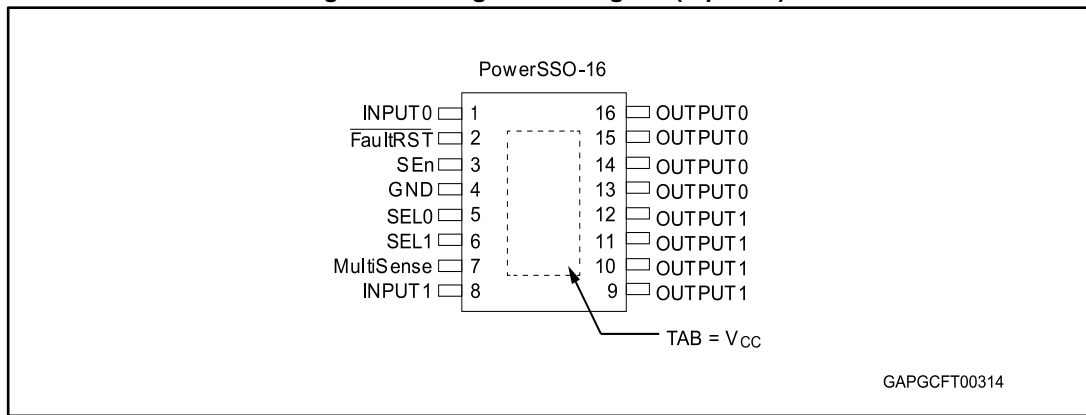 PowerSSO-16
INPUT0 1 16 OUTPUT0
FaultRST 2 15 OUTPUT0
SEn 3 14 OUTPUT0
GND 4 13 OUTPUT0
SEL0 5 12 OUTPUT1
SEL1 6 11 OUTPUT1
MultiSense 7 10 OUTPUT1
INPUT1 8 9 OUTPUT1
TAB = VCC
GAPGCFT00314